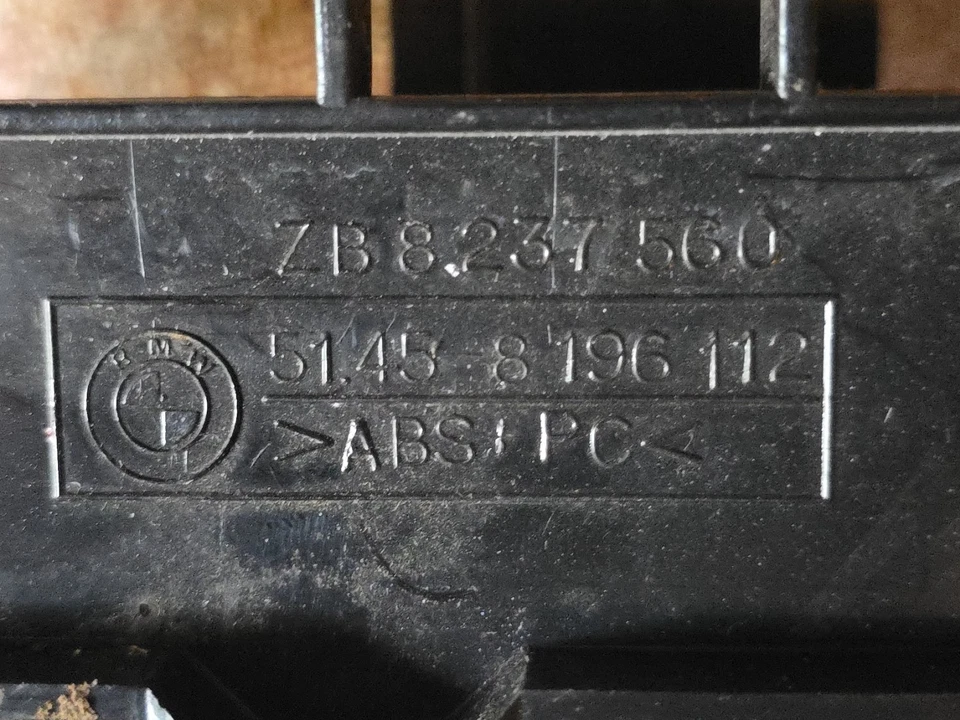 ZB 8 237 560
BMW
51.45-8 196 112
>ABS+PC<